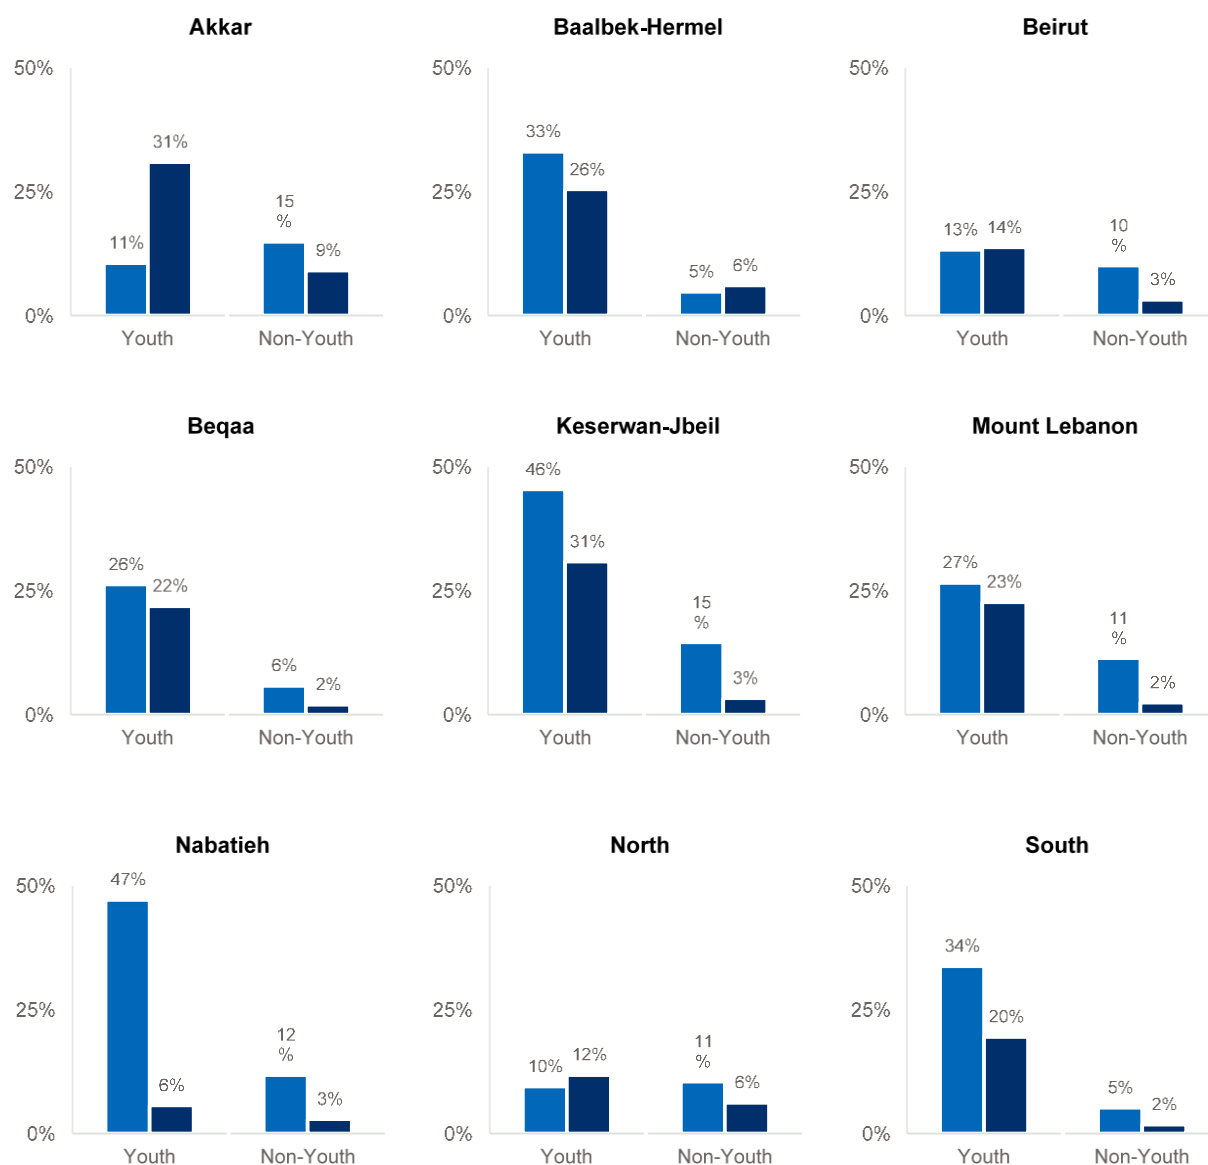 Akkar
50%
25%
0%
11%
31%
15
%
9%
Youth
Non-Youth
Baalbek-Hermel
50%
25%
0%
33%
26%
5%
6%
Youth
Non-Youth
Beirut
50%
25%
0%
13%
14%
10
%
3%
Youth
Non-Youth
Beqaa
50%
25%
0%
26%
22%
6%
2%
Youth
Non-Youth
Keserwan-Jbeil
50%
25%
0%
46%
31%
15
%
3%
Youth
Non-Youth
Mount Lebanon
50%
25%
0%
27%
23%
11
%
2%
Youth
Non-Youth
Nabatieh
50%
25%
0%
47%
6%
12
%
3%
Youth
Non-Youth
North
50%
25%
0%
10%
12%
11
%
6%
Youth
Non-Youth
South
50%
25%
0%
34%
20%
5%
2%
Youth
Non-Youth